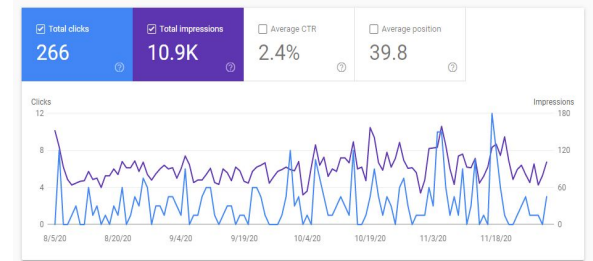 Total clicks
266
Total impressions
10.9K
Average CTR
2.4%
Average position
39.8
Clicks
Impressions
12
180
8
120
4
60
0
0
8/5/20 8/20/20 9/4/20 9/19/20 10/4/20 10/19/20 11/3/20 11/18/20